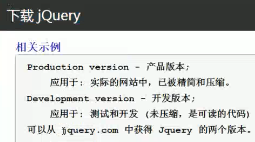 下载 jQuery
相关示例
Production version - 产品版本;
应用于: 实际的网站中，已被精简和压缩。
Development version - 开发版本;
应用于: 测试和开发 (未压缩，是可读的代码)
可以从 jquery.com 中获得 Jquery 的两个版本。